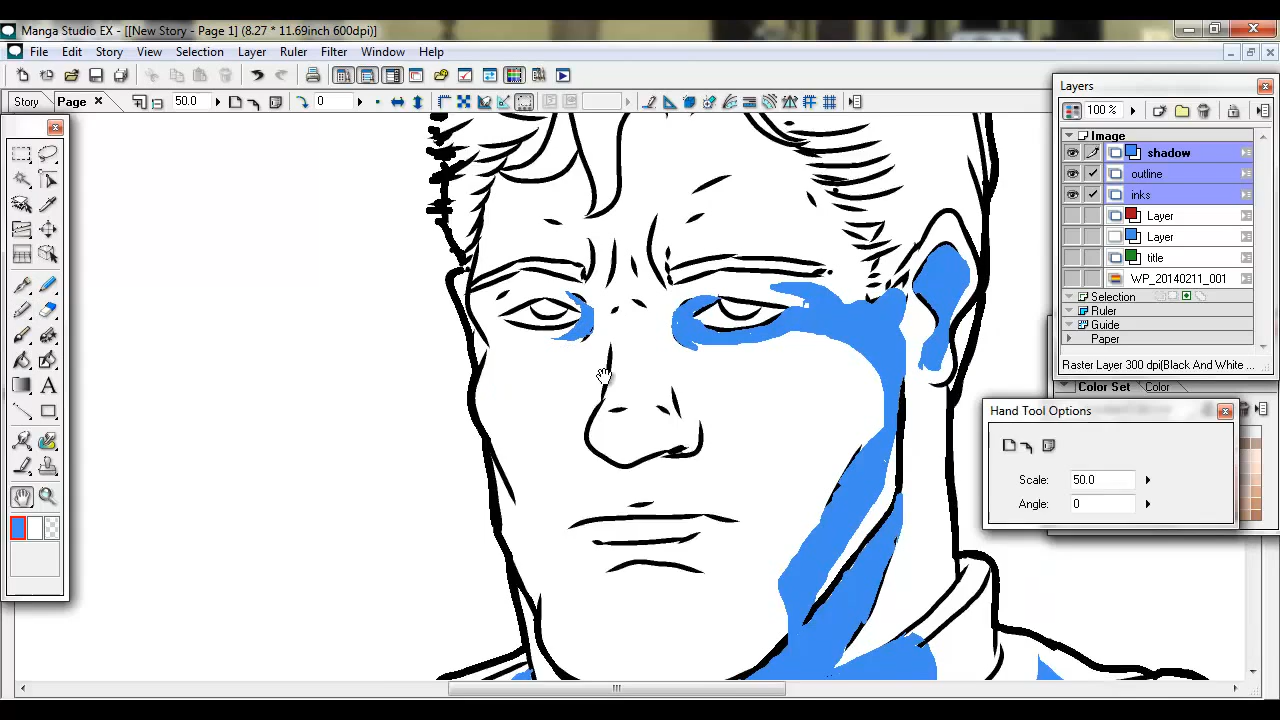 Manga Studio EX - [[New Story - Page 1] (8.27 * 11.69inch 600dpi)]
File Edit Story View Selection Layer Ruler Filter Window Help
Story Page 50.0 0
Layers
100 %
Image
shadow
outline
inks
Layer
Layer
title
WP_20140211_001
Selection
Ruler
Guide
Paper
Raster Layer 300 dpi(Black And White ...
Color Set Color
Hand Tool Options
Scale: 50.0
Angle: 0